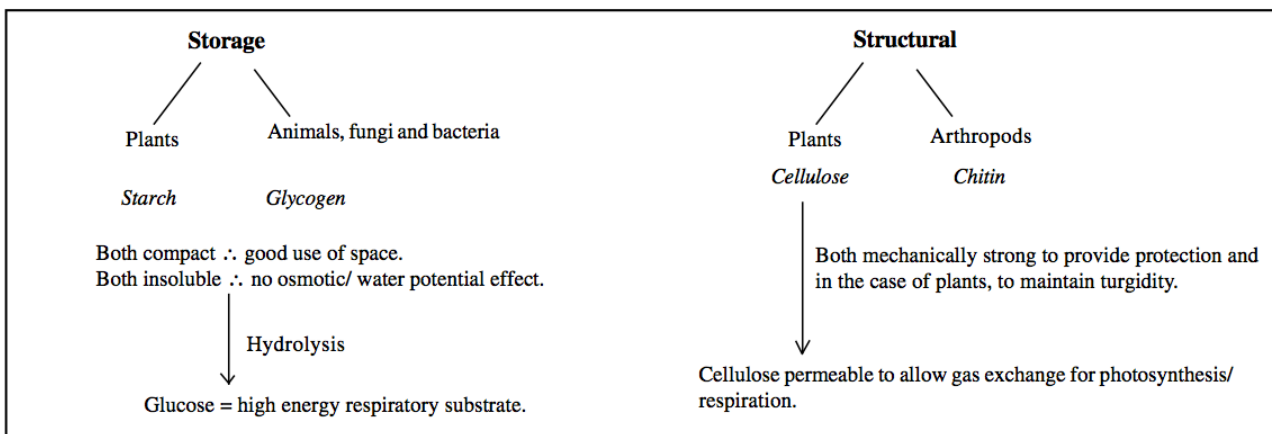 Storage
Plants
Animals, fungi and bacteria
Starch
Glycogen
Both compact ∴ good use of space.
Both insoluble ∴ no osmotic/ water potential effect.
Hydrolysis
Glucose = high energy respiratory substrate.
Structural
Plants
Arthropods
Cellulose
Chitin
Both mechanically strong to provide protection and
in the case of plants, to maintain turgidity.
Cellulose permeable to allow gas exchange for photosynthesis/
respiration.